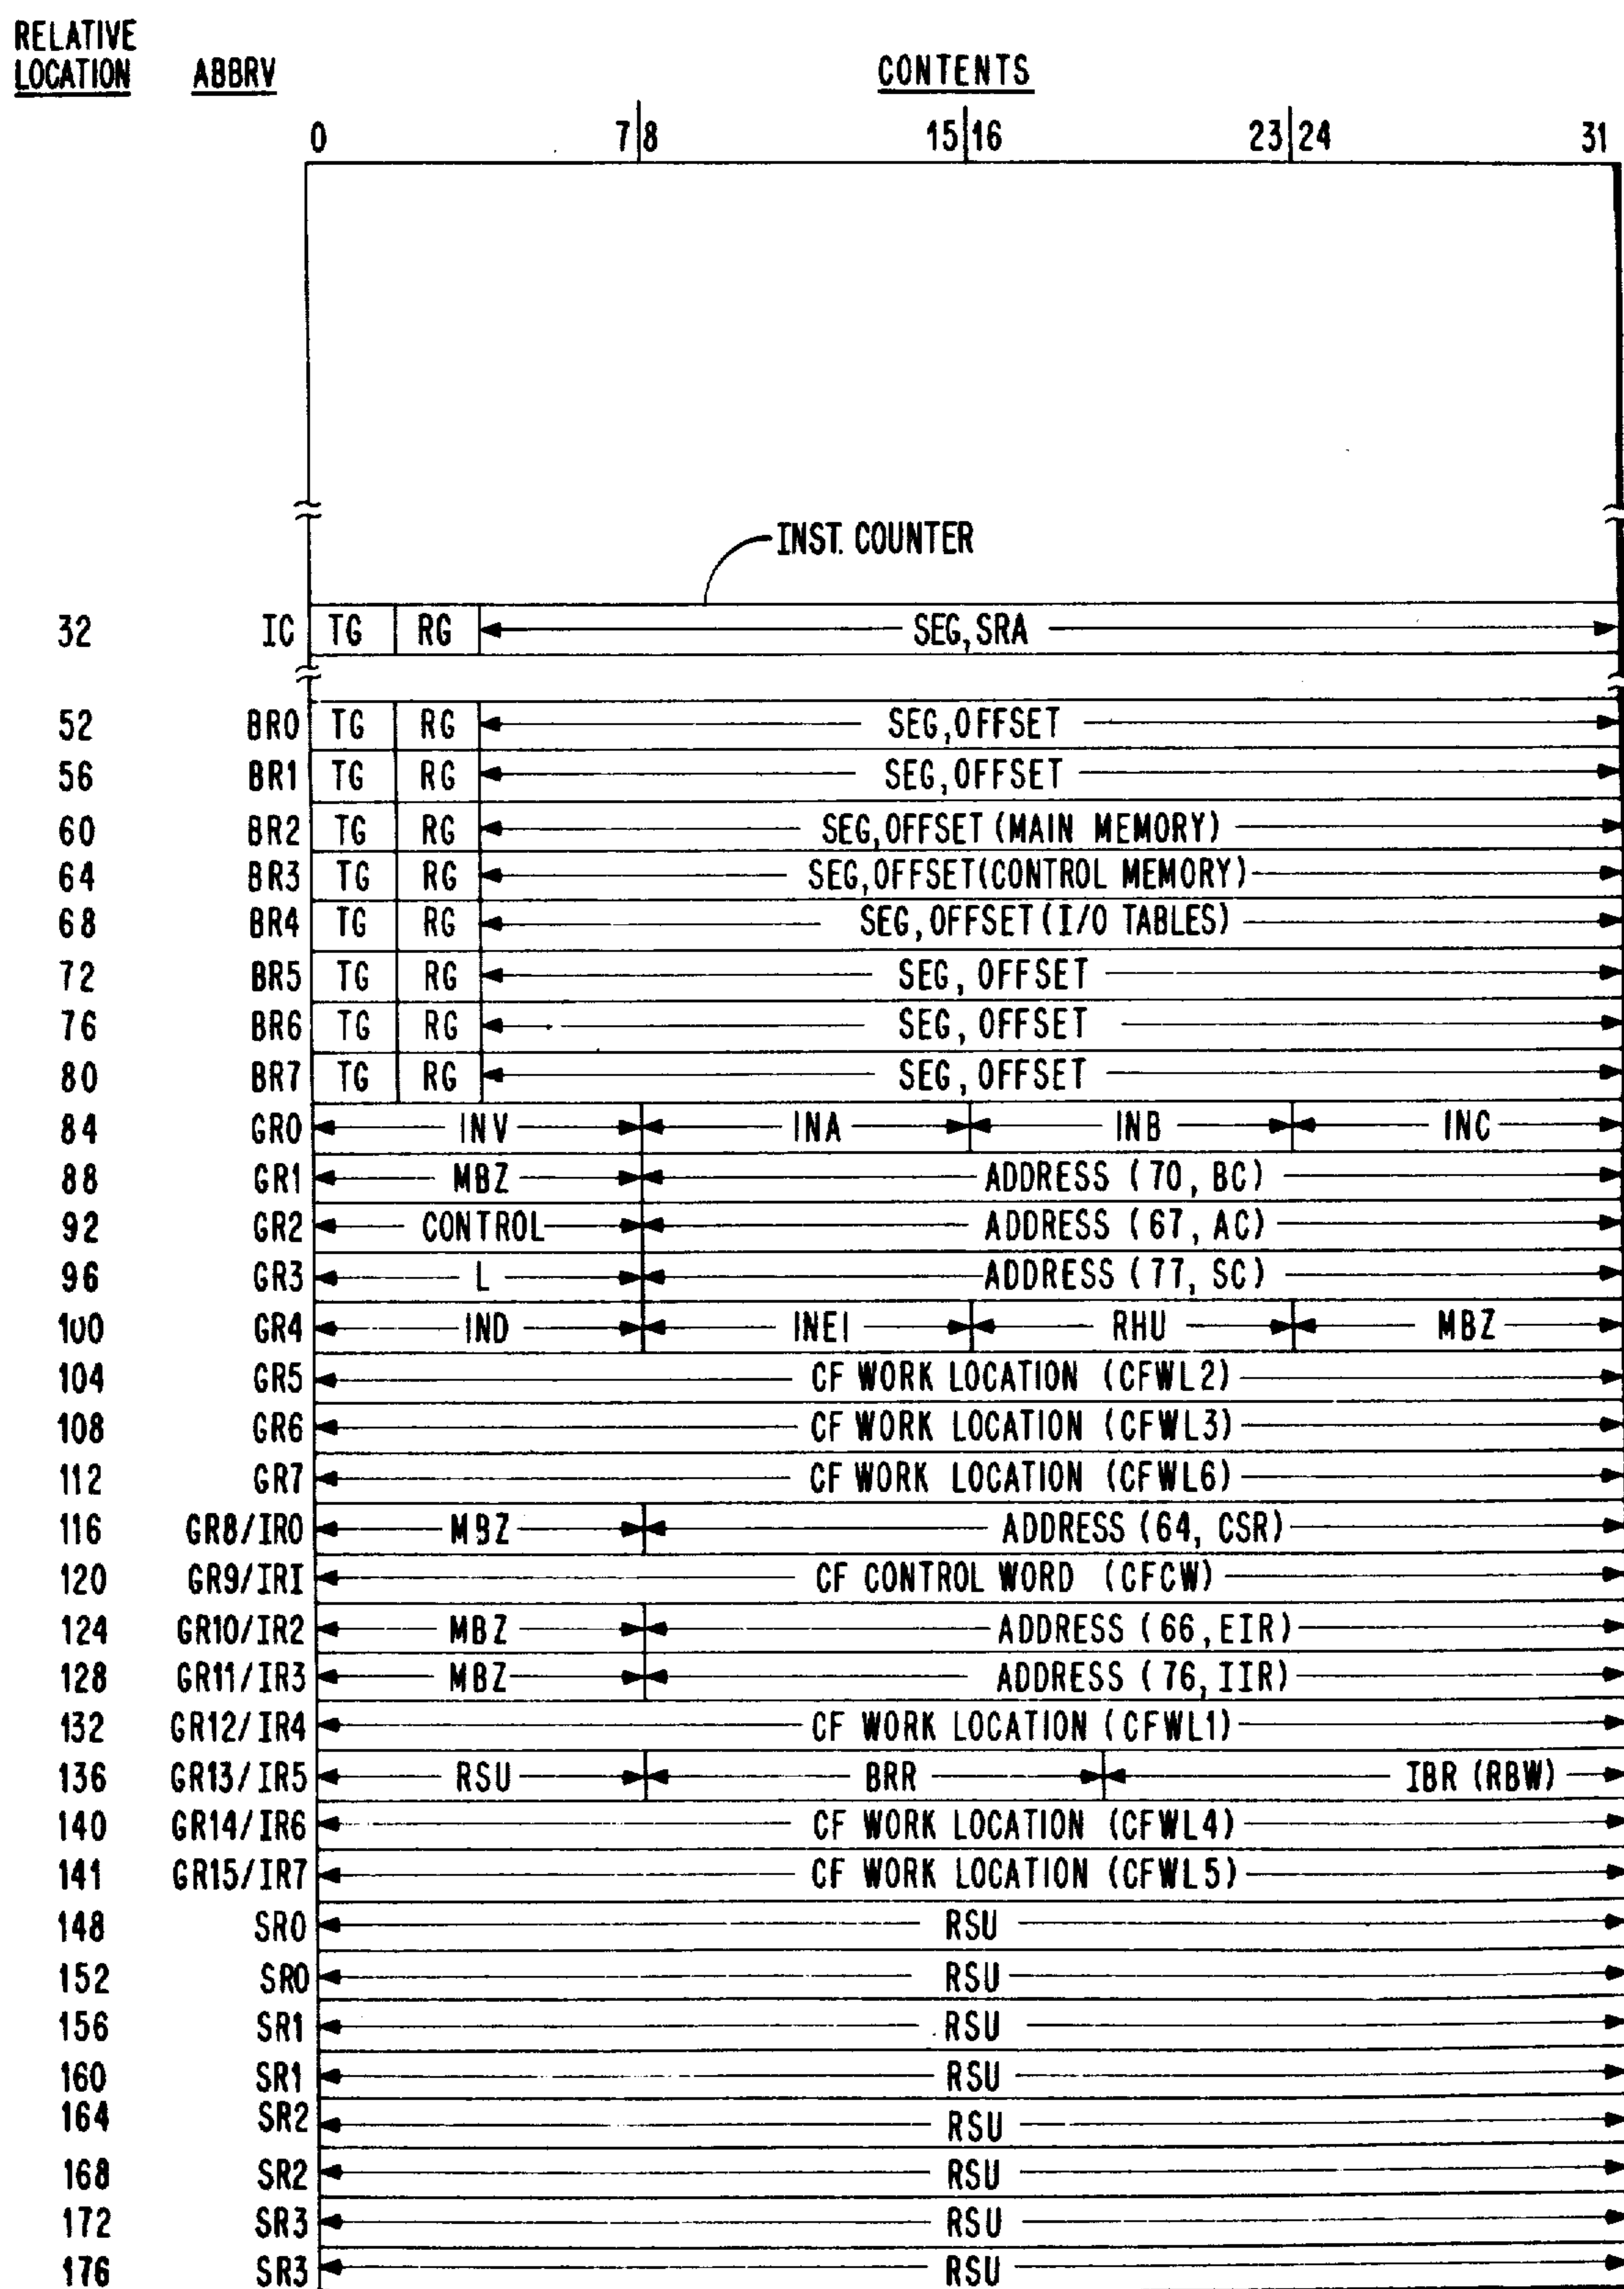 RELATIVE
LOCATION ABBRV CONTENTS
0 7 8 15 16 23 24 31
INST. COUNTER
32 IC TG RG SEG,SRA
52 BR0 TG RG SEG,OFFSET
56 BR1 TG RG SEG,OFFSET
60 BR2 TG RG SEG,OFFSET (MAIN MEMORY)
64 BR3 TG RG SEG,OFFSET(CONTROL MEMORY)
68 BR4 TG RG SEG,OFFSET (I/O TABLES)
72 BR5 TG RG SEG, OFFSET
76 BR6 TG RG SEG, OFFSET
80 BR7 TG RG SEG, OFFSET
84 GR0 INV INA INB INC
88 GR1 MBZ ADDRESS (70, BC)
92 GR2 CONTROL ADDRESS (67, AC)
96 GR3 L ADDRESS (77, SC)
100 GR4 IND INEI RHU MBZ
104 GR5 CF WORK LOCATION (CFWL2)
108 GR6 CF WORK LOCATION (CFWL3)
112 GR7 CF WORK LOCATION (CFWL6)
116 GR8/IR0 MBZ ADDRESS (64, CSR)
120 GR9/IRI CF CONTROL WORD (CFCW)
124 GR10/IR2 MBZ ADDRESS (66, EIR)
128 GR11/IR3 MBZ ADDRESS (76, IIR)
132 GR12/IR4 CF WORK LOCATION (CFWL1)
136 GR13/IR5 RSU BRR IBR (RBW)
140 GR14/IR6 CF WORK LOCATION (CFWL4)
141 GR15/IR7 CF WORK LOCATION (CFWL5)
148 SR0 RSU
152 SR0 RSU
156 SR1 RSU
160 SR1 RSU
164 SR2 RSU
168 SR2 RSU
172 SR3 RSU
176 SR3 RSU